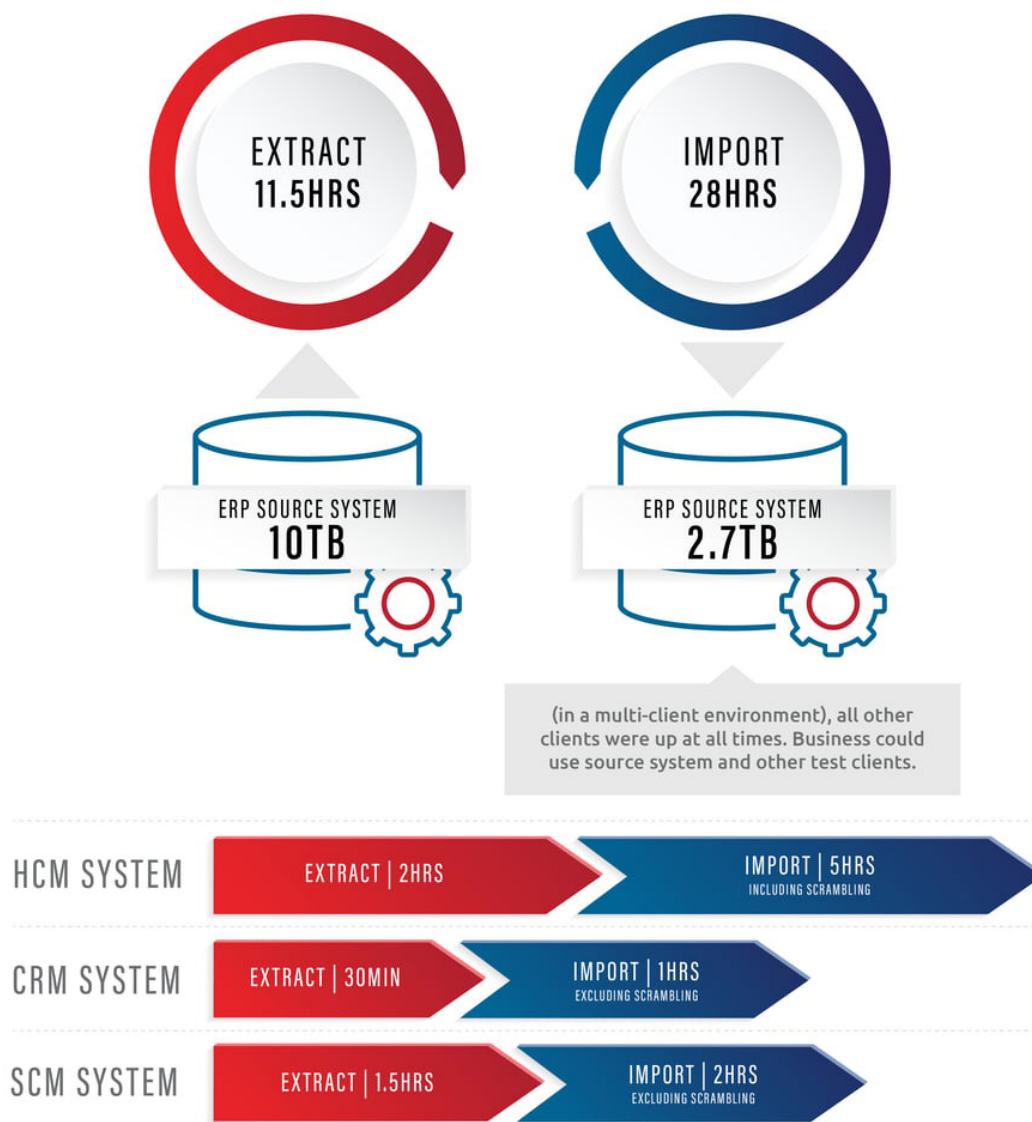 EXTRACT
11.5HRS
IMPORT
28HRS
ERP SOURCE SYSTEM
10TB
ERP SOURCE SYSTEM
2.7TB
(in a multi-client environment), all other
clients were up at all times. Business could
use source system and other test clients.
HCM SYSTEM
EXTRACT | 2HRS
IMPORT | 5HRS
INCLUDING SCRAMBLING
CRM SYSTEM
EXTRACT | 30MIN
IMPORT | 1HRS
EXCLUDING SCRAMBLING
SCM SYSTEM
EXTRACT | 1.5HRS
IMPORT | 2HRS
EXCLUDING SCRAMBLING